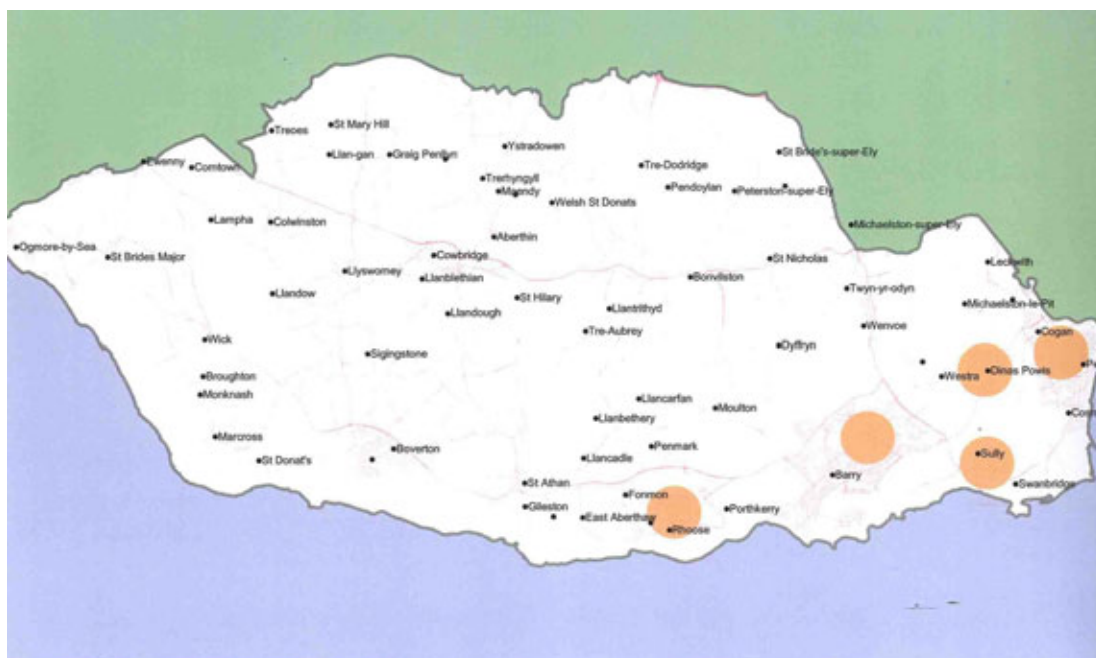 St Mary Hill
Treoes
Ystradowen
Llan-gan
Graig Penllyn
St Bride's-super-Ely
Ewenny
Corntown
Tre-Dodridge
Trerhyngyll
Maendy
Pendoylan
Peterston-super-Ely
Welsh St Donats
Lampha
Colwinston
Michaelston-super-Ely
Aberthin
Ogmore-by-Sea
St Brides Major
Cowbridge
St Nicholas
Leckwith
Llysworney
Llanblethian
Bonvilston
Twyn-yr-odyn
Llandow
St Hilary
Michaelston-le-Pit
Llandough
Llantrithyd
Wenvoe
Tre-Aubrey
Cogan
Wick
Dyffryn
Sigingstone
Dinas Powis
Broughton
Westra
Monknash
Llancarfan
Moulton
Llanbethery
Marcross
Boverton
Penmark
Sully
St Donat's
Llancadle
Barry
St Athan
Swanbridge
Fonmon
Gileston
Porthkerry
East Aberthaw
Rhoose